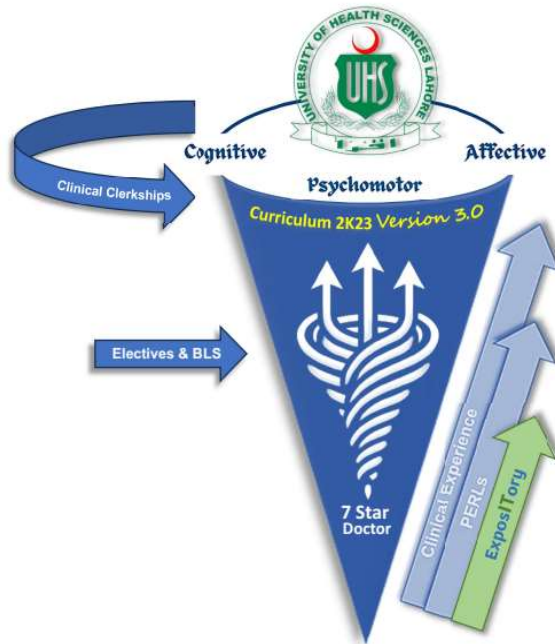 UNIVERSITY OF HEALTH SCIENCES LAHORE
UHS
Cognitive
Affective
Psychomotor
Clinical Clerkships
Curriculum 2K23 Version 3.0
Electives & BLS
7 Star
Doctor
Clinical Experience
PERLs
ExposITory